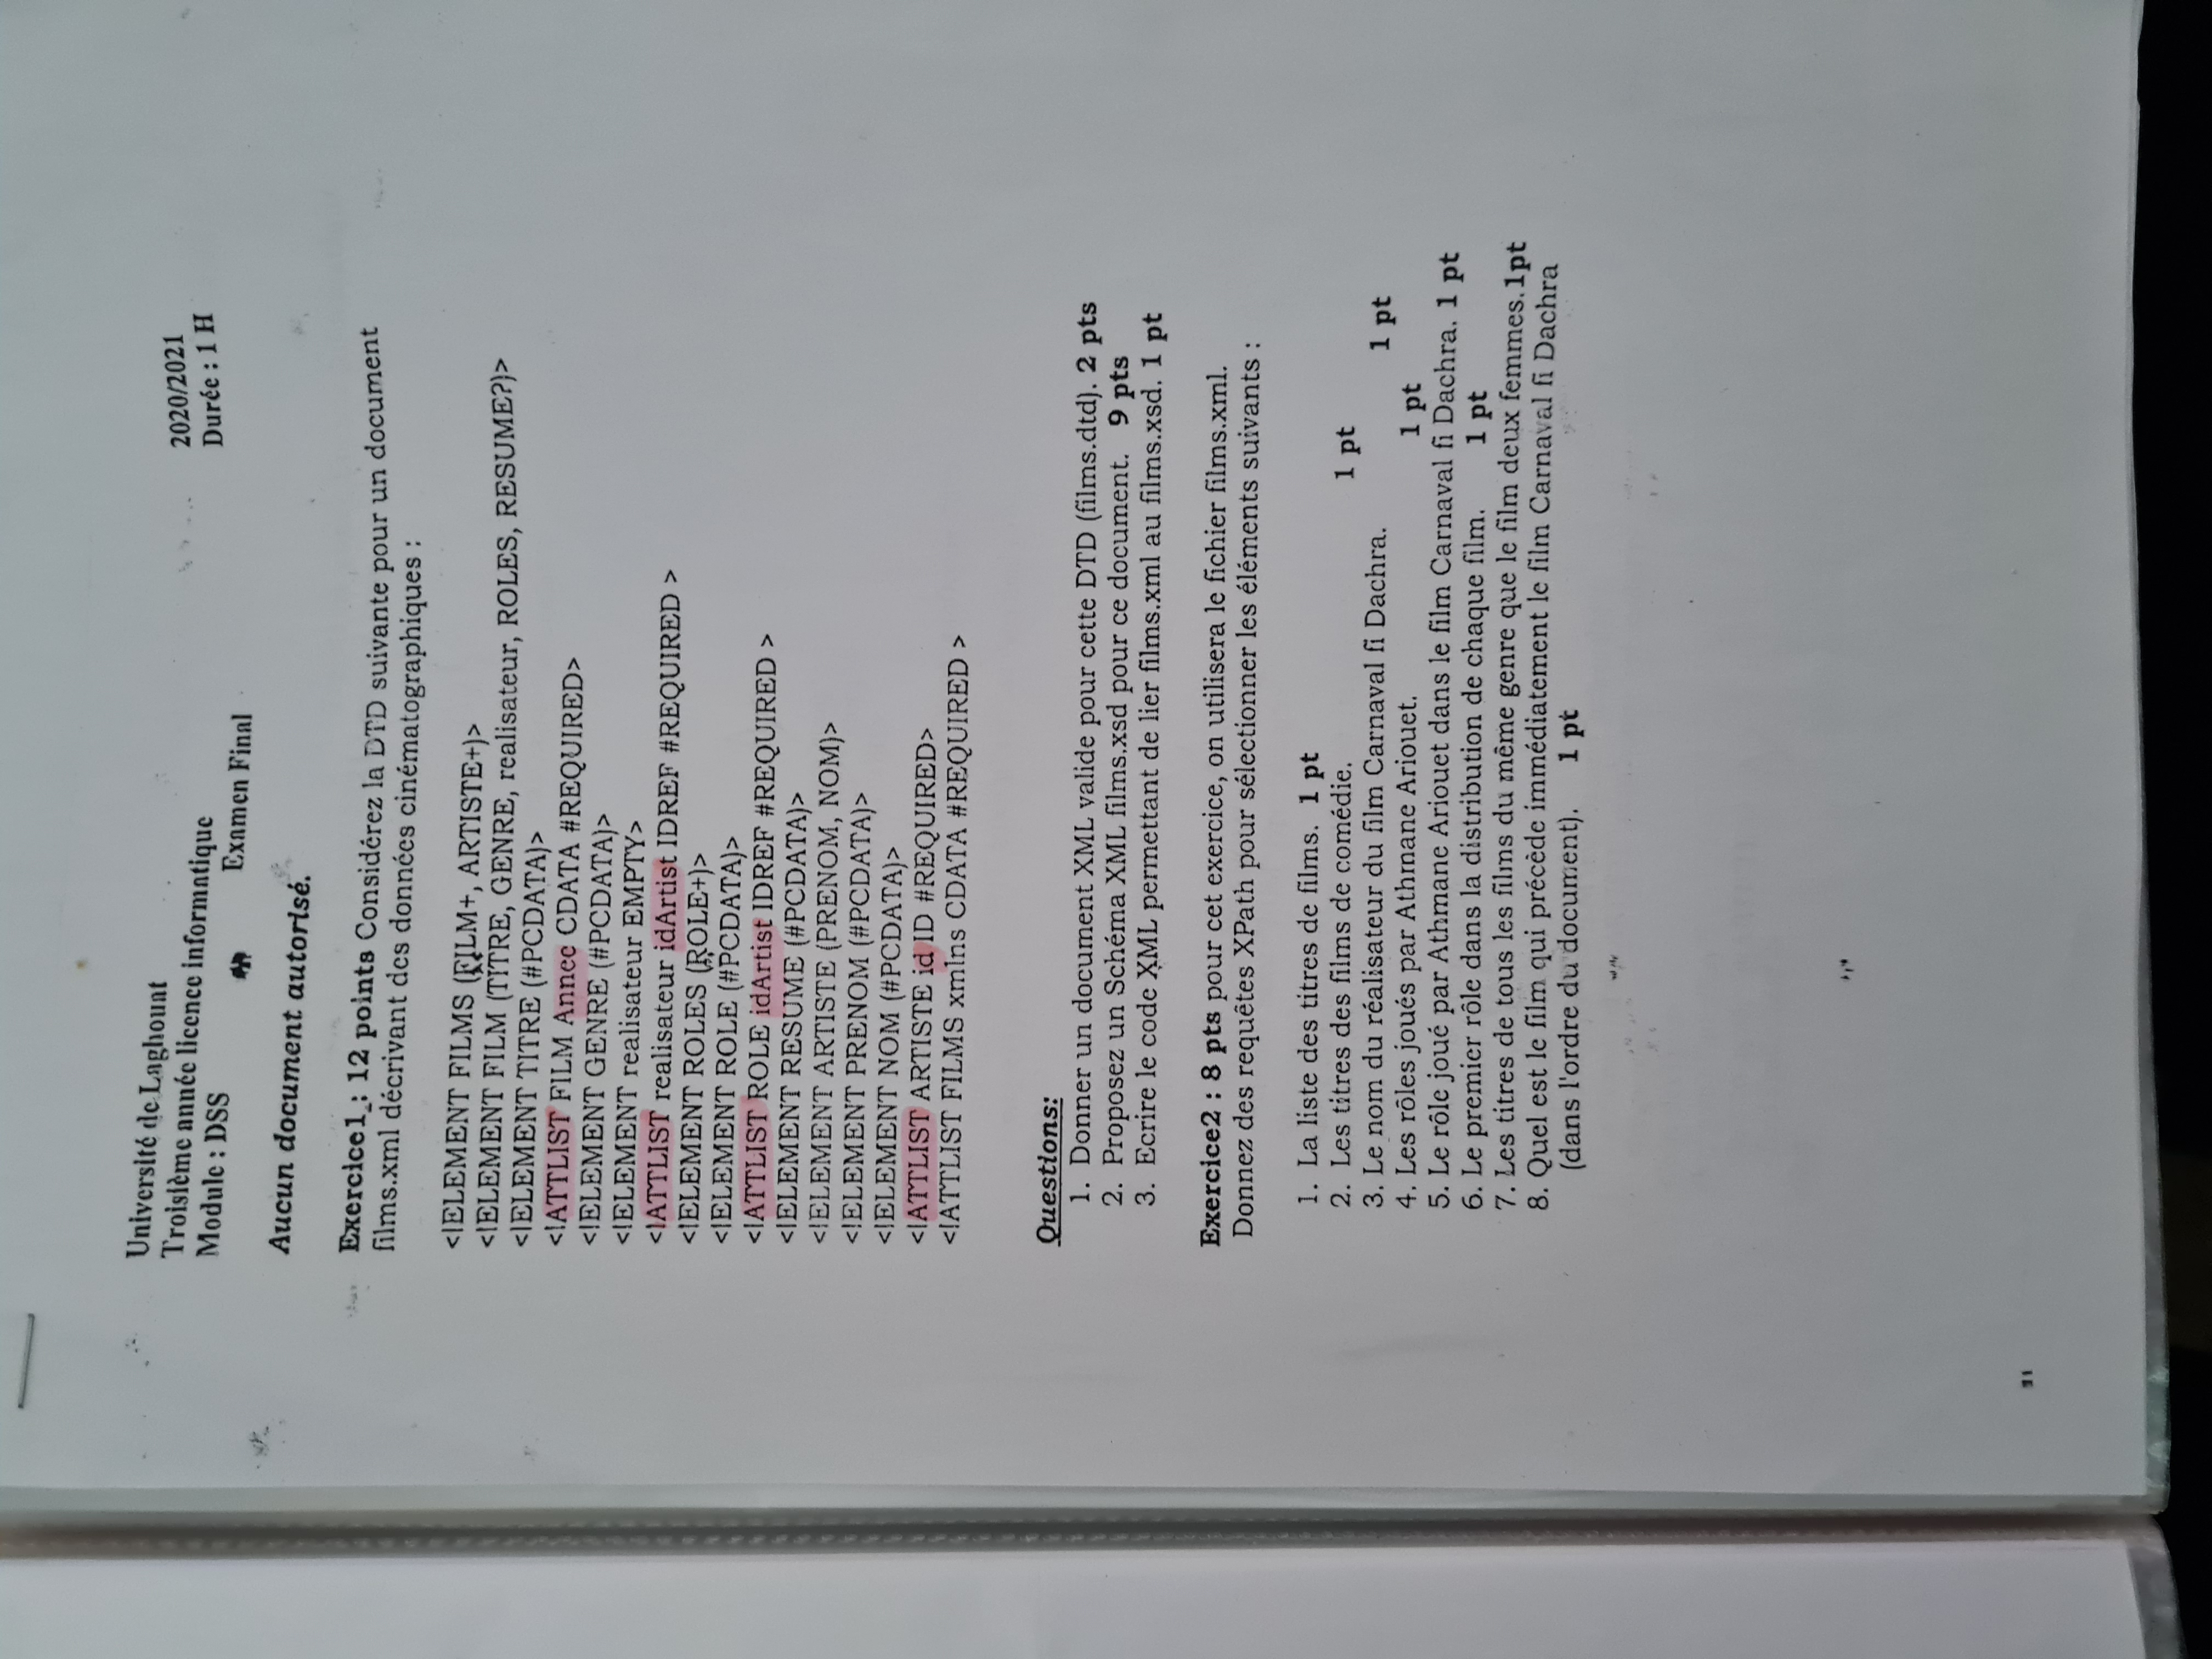 Université de Laghouat
Troisième année licence informatique
2020/2021
Module : DSS
Durée : 1 H
Examen Final
Aucun document autorisé.
Exercice1 : 12 points Considérez la DTD suivante pour un document
films.xml décrivant des données cinématographiques :
<!ELEMENT FILMS (FILM+, ARTISTE+)>
<!ELEMENT FILM (TITRE, GENRE, realisateur, ROLES, RESUME?)>
<!ELEMENT TITRE (#PCDATA)>
<!ATTLIST FILM Annee CDATA #REQUIRED>
<!ELEMENT GENRE (#PCDATA)>
<!ELEMENT realisateur EMPTY>
<!ATTLIST realisateur idArtist IDREF #REQUIRED >
<!ELEMENT ROLES (ROLE+)>
<!ELEMENT ROLE (#PCDATA)>
<!ATTLIST ROLE idArtist IDREF #REQUIRED >
<!ELEMENT RESUME (#PCDATA)>
<!ELEMENT ARTISTE (PRENOM, NOM)>
<!ELEMENT PRENOM (#PCDATA)>
<!ELEMENT NOM (#PCDATA)>
<!ATTLIST ARTISTE id ID #REQUIRED>
<!ATTLIST FILMS xmlns CDATA #REQUIRED >
Questions:
1. Donner un document XML valide pour cette DTD (films.dtd). 2 pts
2. Proposez un Schéma XML films.xsd pour ce document. 9 pts
3. Ecrire le code XML permettant de lier films.xml au films.xsd. 1 pt
Exercice2 : 8 pts pour cet exercice, on utilisera le fichier films.xml.
Donnez des requêtes XPath pour sélectionner les éléments suivants :
1. La liste des titres de films. 1 pt
2. Les titres des films de comédie. 1 pt
3. Le nom du réalisateur du film Carnaval fi Dachra. 1 pt
4. Les rôles joués par Athmane Ariouet. 1 pt
5. Le rôle joué par Athmane Ariouet dans le film Carnaval fi Dachra. 1 pt
6. Le premier rôle dans la distribution de chaque film. 1 pt
7. Les titres de tous les films du même genre que le film deux femmes. 1pt
8. Quel est le film qui précède immédiatement le film Carnaval fi Dachra
(dans l'ordre du document). 1 pt